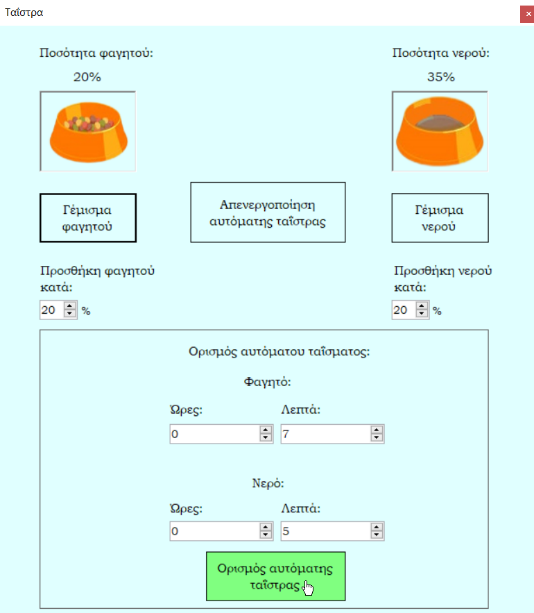 Ταΐστρα
Ποσότητα φαγητού:
Ποσότητα νερού:
20%
35%
Γέμισμα
φαγητού
Απενεργοποίηση
αυτόματης ταΐστρας
Γέμισμα
νερού
Προσθήκη φαγητού
κατά:
20 %
Προσθήκη νερού
κατά:
20 %
Ορισμός αυτόματου ταΐσματος:
Φαγητό:
Ώρες: Λεπτά:
0 7
Νερό:
Ώρες: Λεπτά:
0 5
Ορισμός αυτόματης
ταΐστρας